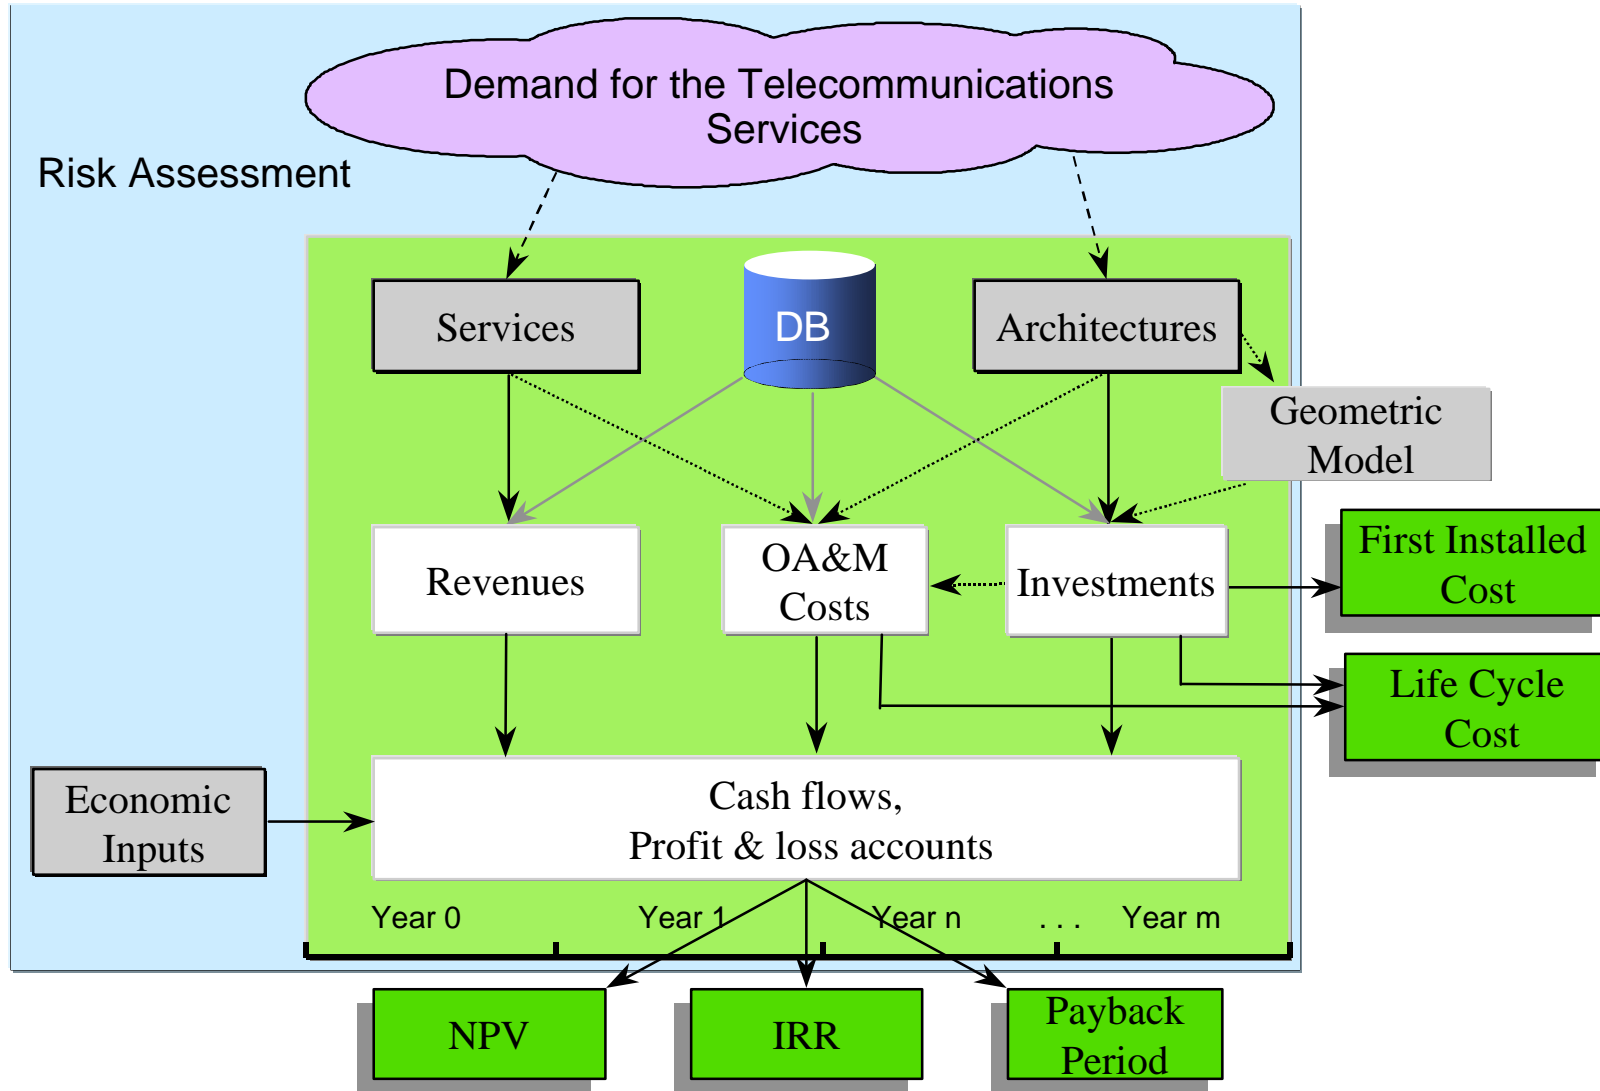 Demand for the Telecommunications
Services
Risk Assessment
Services
DB
Architectures
Geometric
Model
Revenues
OA&M
Costs
Investments
First Installed
Cost
Life Cycle
Cost
Economic
Inputs
Cash flows,
Profit & loss accounts
Year 0
Year 1
Year n
. . .
Year m
NPV
IRR
Payback
Period